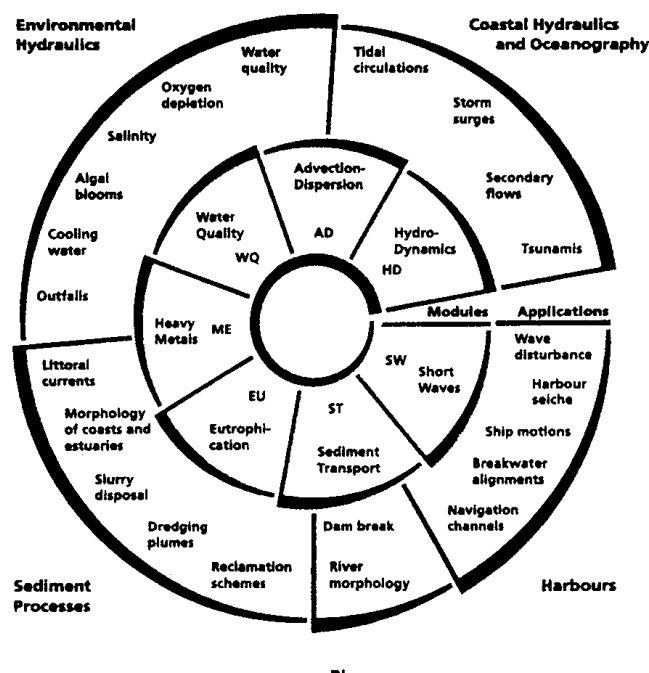 Environmental
Hydraulics
Coastal Hydraulics
and Oceanography
Water
quality
Oxygen
depletion
Salinity
Algal
blooms
Cooling
water
Outfalls
Tidal
circulations
Storm
surges
Secondary
flows
Tsunamis
Advection-
Dispersion
AD
Hydro-
Dynamics
HD
Water
Quality
WQ
Heavy
Metals
ME
EU
Eutrophi-
cation
ST
Sediment
Transport
SW
Short
Waves
Modules
Applications
Wave
disturbance
Harbour
seiche
Ship motions
Breakwater
alignments
Navigation
channels
Littoral
currents
Morphology
of coasts and
estuaries
Slurry
disposal
Dredging
plumes
Reclamation
schemes
Dam break
River
morphology
Sediment
Processes
Harbours